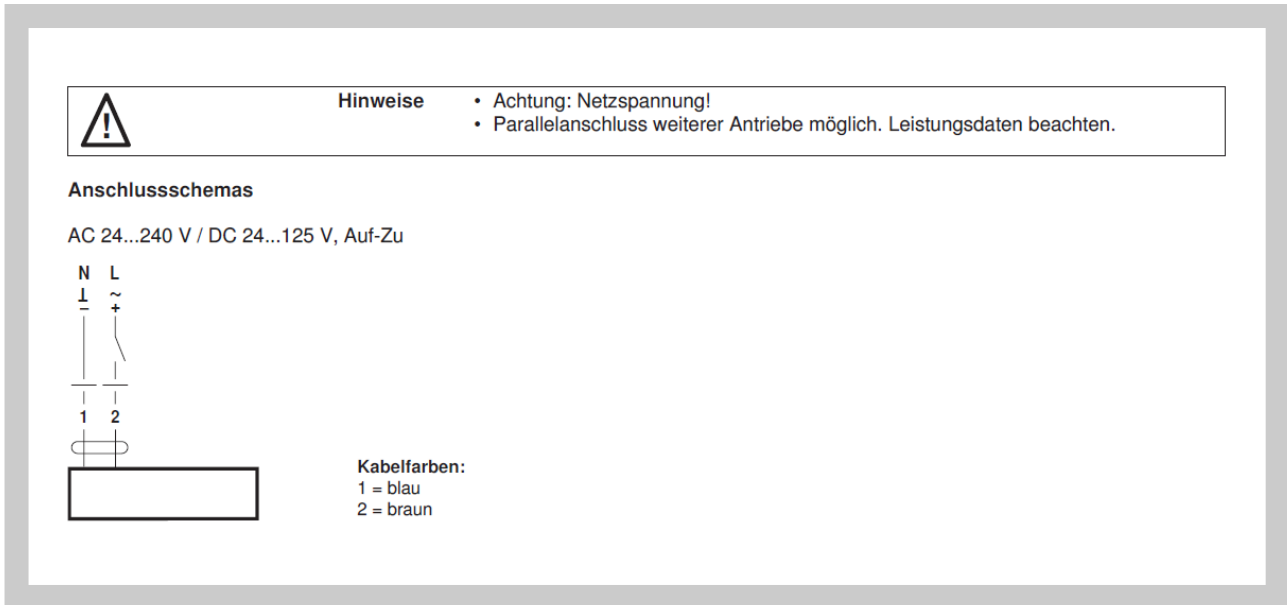 Hinweise
• Achtung: Netzspannung!
• Parallelanschluss weiterer Antriebe möglich. Leistungsdaten beachten.
Anschlussschemas
AC 24...240 V / DC 24...125 V, Auf-Zu
N L
⊥ ~
– +
1 2
Kabelfarben:
1 = blau
2 = braun